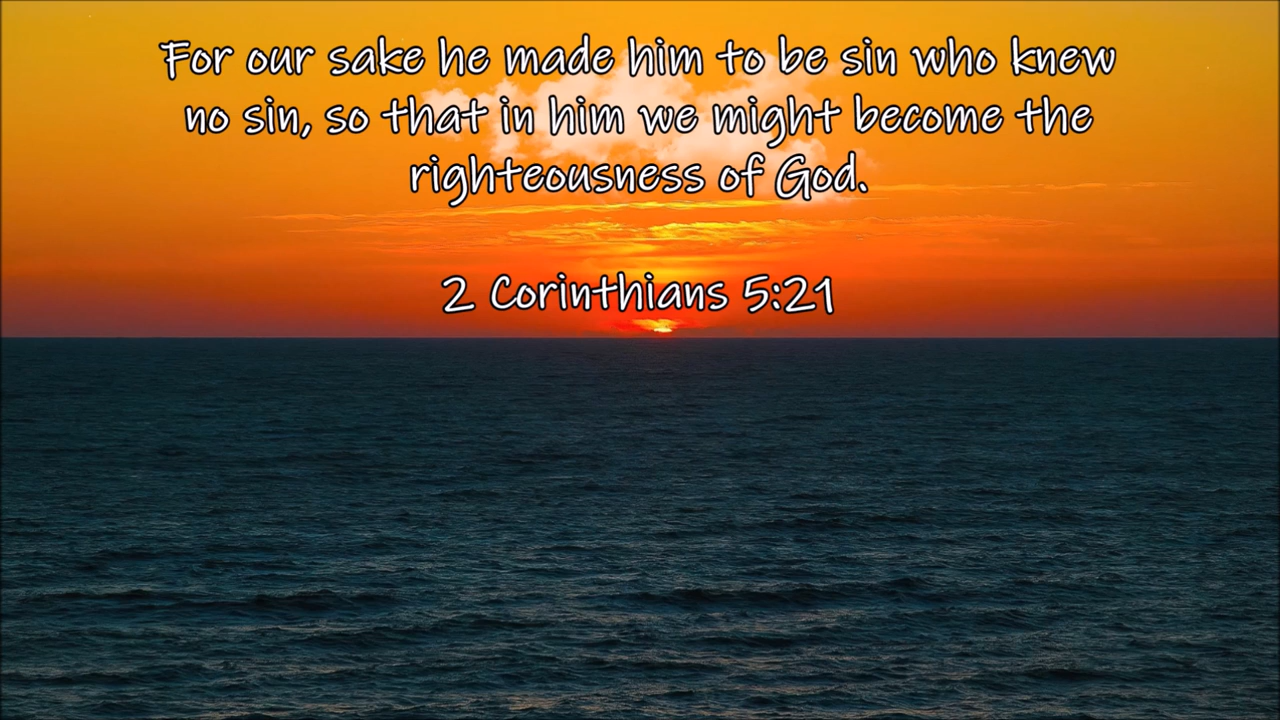 For our sake he made him to be sin who knew
no sin, so that in him we might become the
righteousness of God.
2 Corinthians 5:21